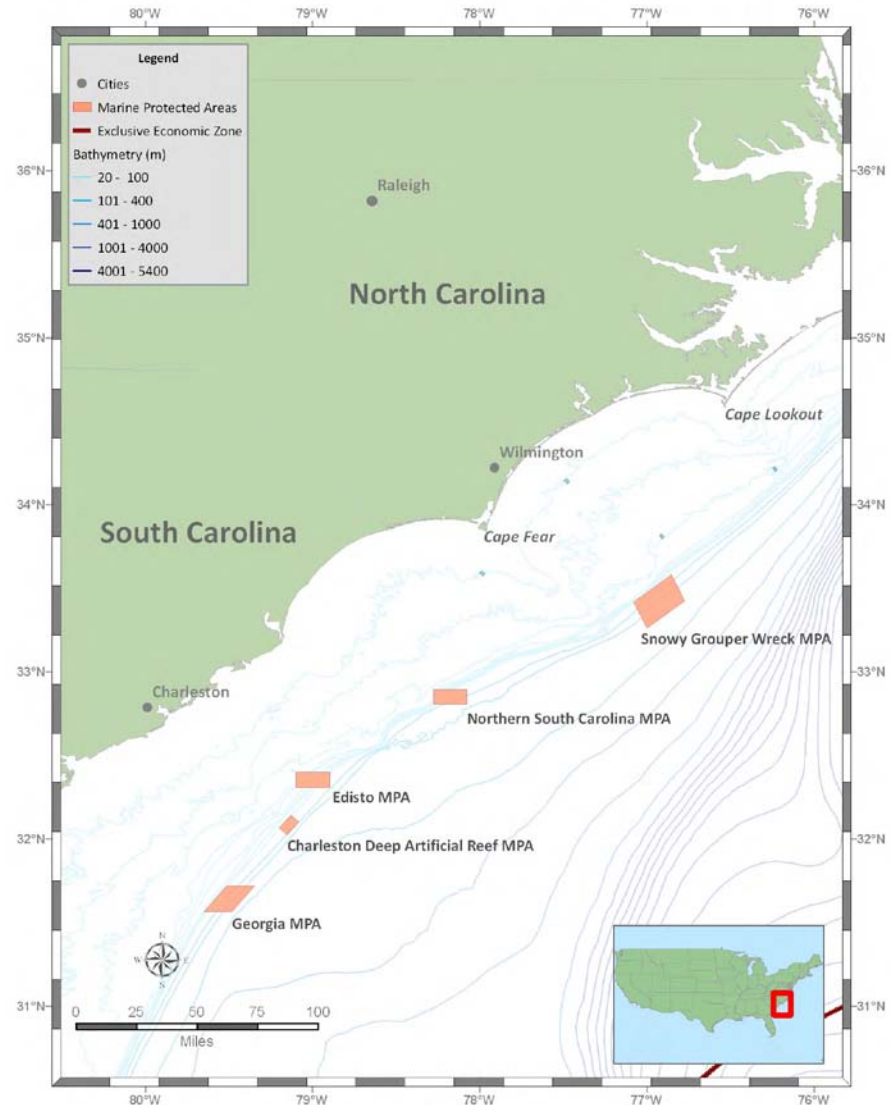 80°W 79°W 78°W 77°W 76°W
Legend
Cities
Marine Protected Areas
Exclusive Economic Zone
Bathymetry (m)
20 - 100
101 - 400
401 - 1000
1001 - 4000
4001 - 5400
36°N 36°N
Raleigh
North Carolina
35°N 35°N
Cape Lookout
Wilmington
34°N 34°N
South Carolina
Cape Fear
Snowy Grouper Wreck MPA
33°N 33°N
Charleston
Northern South Carolina MPA
Edisto MPA
32°N 32°N
Charleston Deep Artificial Reef MPA
Georgia MPA
N
W E
S
31°N 31°N
0 25 50 75 100
Miles
80°W 79°W 78°W 77°W 76°W